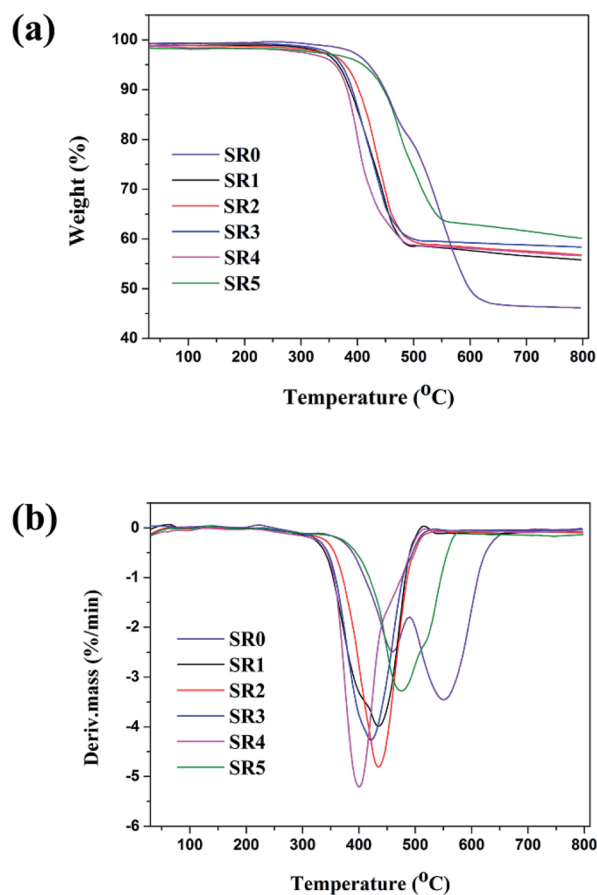 (a)
100
90
80
70
60
50
40
Weight (%)
SR0
SR1
SR2
SR3
SR4
SR5
100 200 300 400 500 600 700 800
Temperature (⁰C)
(b)
0
-1
-2
-3
-4
-5
-6
Deriv.mass (%/min)
SR0
SR1
SR2
SR3
SR4
SR5
100 200 300 400 500 600 700 800
Temperature (⁰C)